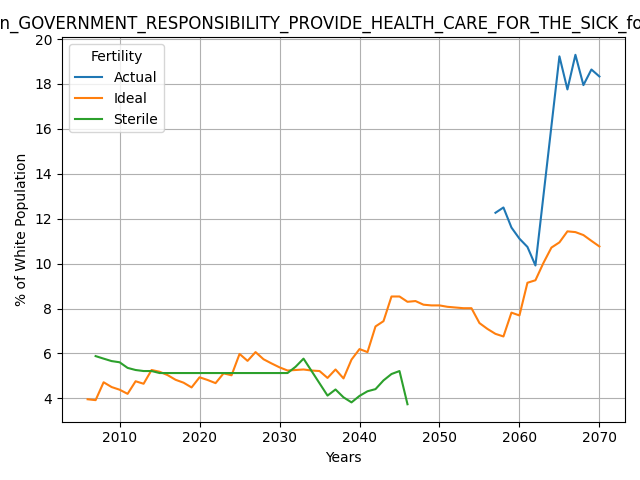 n_GOVERNMENT_RESPONSIBILITY_PROVIDE_HEALTH_CARE_FOR_THE_SICK_fo
Fertility
Actual
Ideal
Sterile
% of White Population
20
18
16
14
12
10
8
6
4
2010 2020 2030 2040 2050 2060 2070
Years